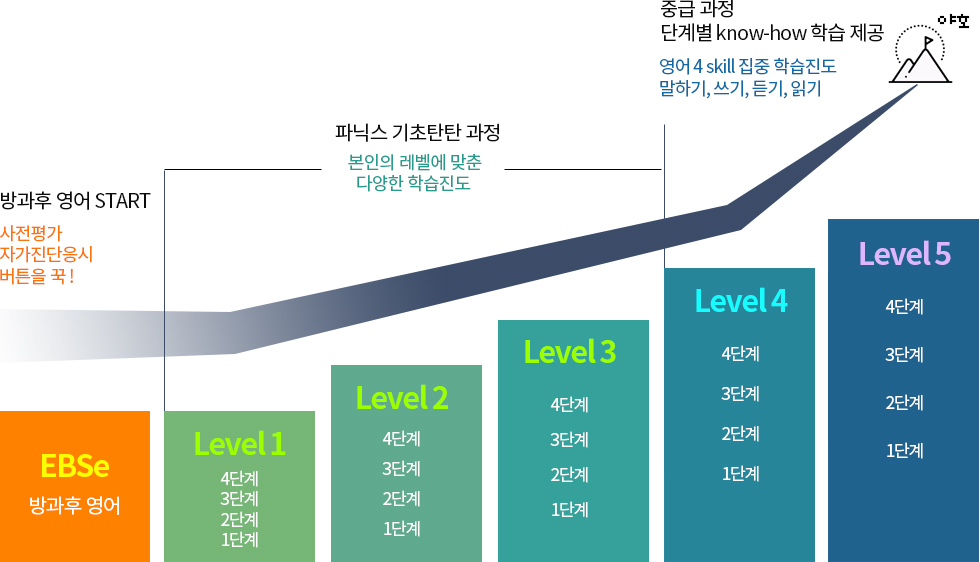 중급 과정
단계별 know-how 학습 제공
영어 4 skill 집중 학습진도
말하기, 쓰기, 듣기, 읽기
야호
파닉스 기초탄탄 과정
본인의 레벨에 맞춘
다양한 학습진도
방과후 영어 START
사전평가
자가진단응시
버튼을 꾹 !
EBSe
방과후 영어
Level 1
4단계
3단계
2단계
1단계
Level 2
4단계
3단계
2단계
1단계
Level 3
4단계
3단계
2단계
1단계
Level 4
4단계
3단계
2단계
1단계
Level 5
4단계
3단계
2단계
1단계